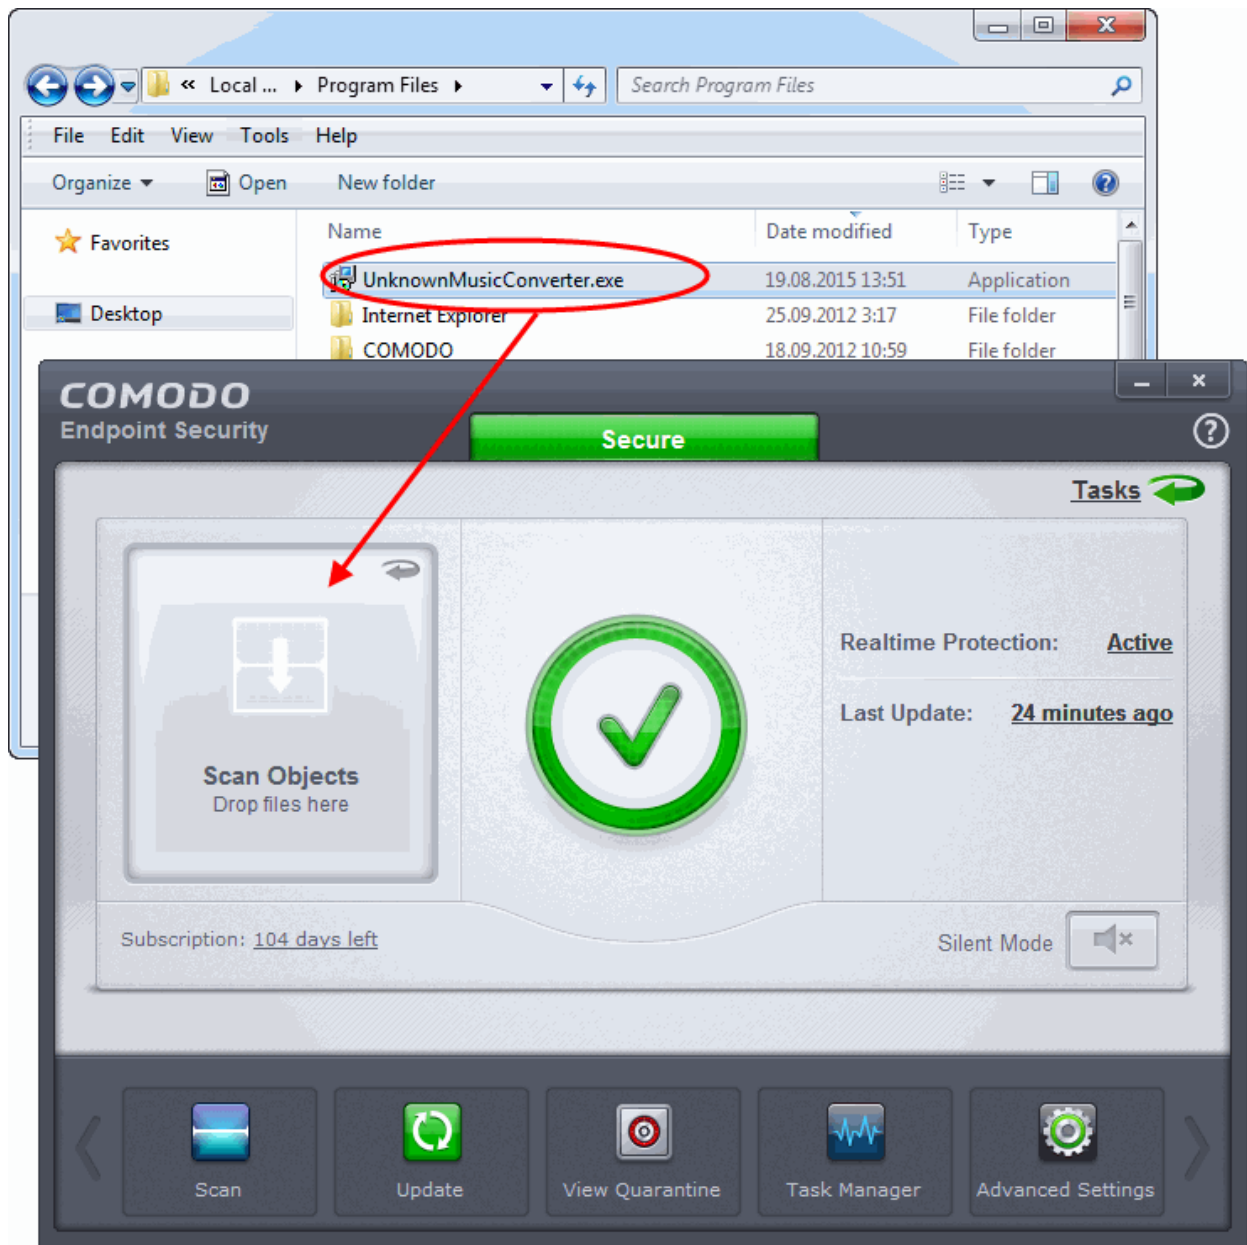 « Local ... Program Files
Search Program Files
File Edit View Tools Help
Organize Open New folder
Name Date modified Type
Favorites
UnknownMusicConverter.exe 19.08.2015 13:51 Application
Desktop
Internet Explorer 25.09.2012 3:17 File folder
COMODO 18.09.2012 10:59 File folder
COMODO
Endpoint Security
Secure
?
Tasks
Realtime Protection: Active
Last Update: 24 minutes ago
Scan Objects
Drop files here
Subscription: 104 days left
Silent Mode
Scan Update View Quarantine Task Manager Advanced Settings